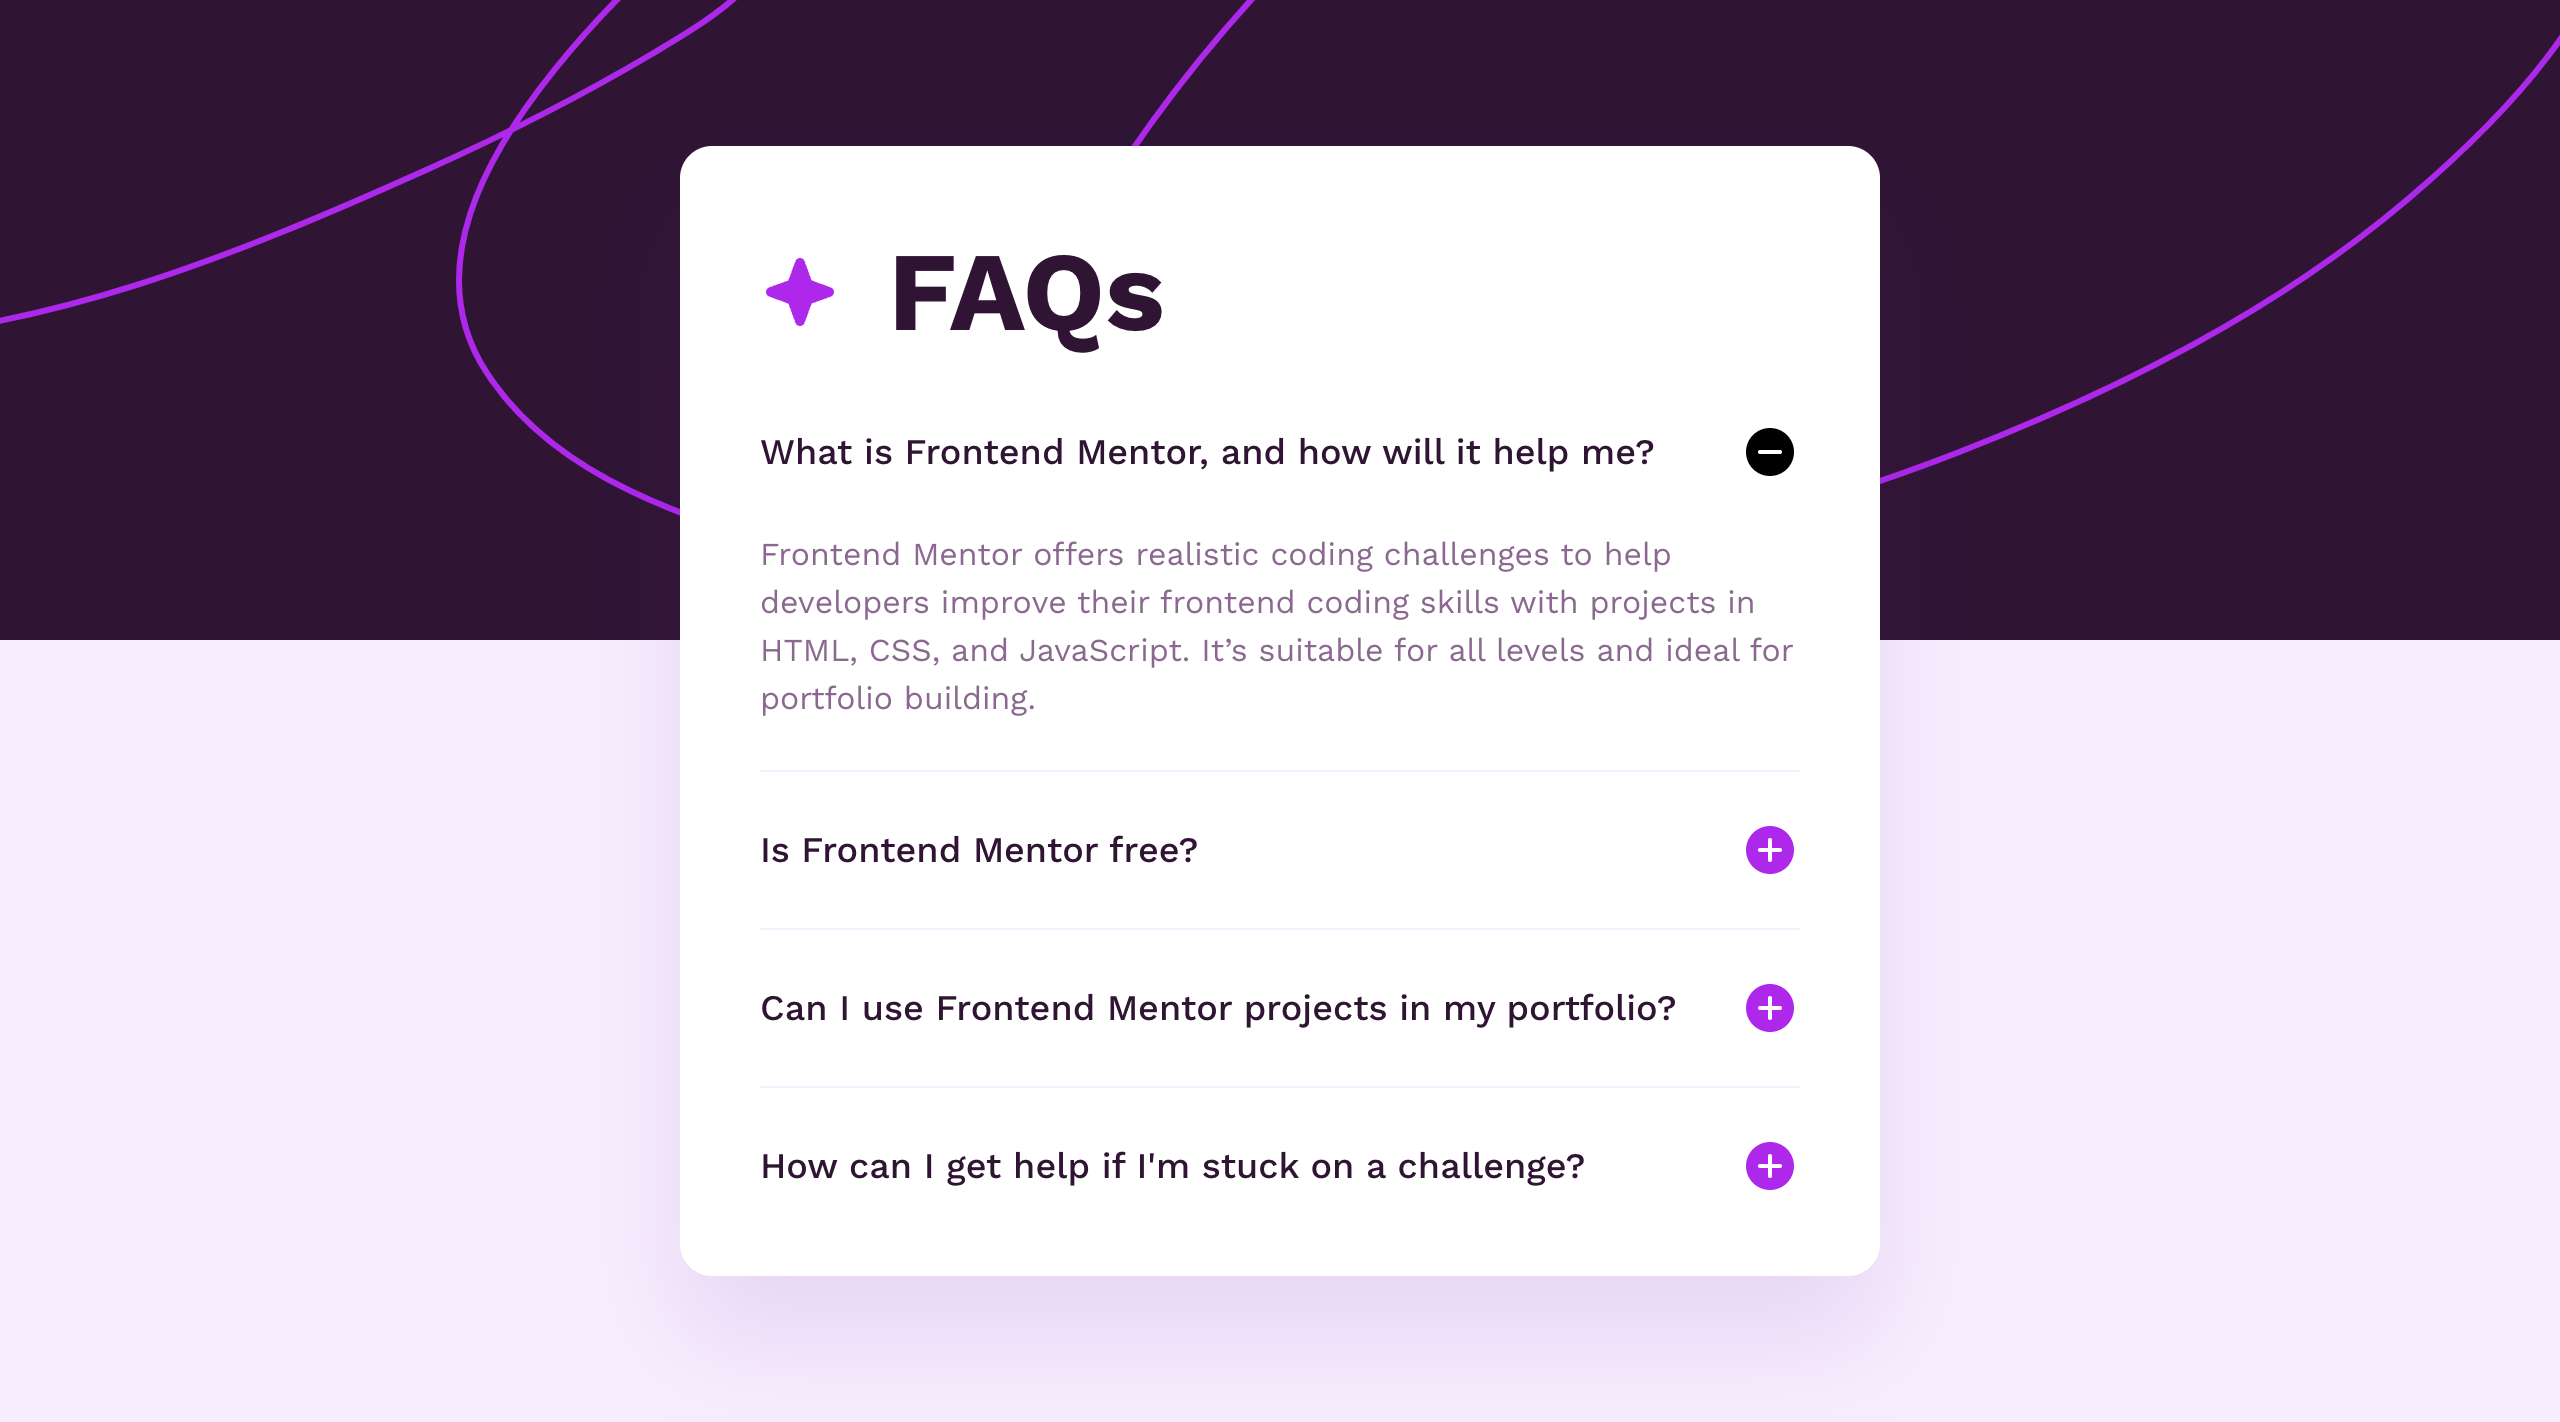 FAQs
What is Frontend Mentor, and how will it help me?
Frontend Mentor offers realistic coding challenges to help
developers improve their frontend coding skills with projects in
HTML, CSS, and JavaScript. It’s suitable for all levels and ideal for
portfolio building.
Is Frontend Mentor free?
Can I use Frontend Mentor projects in my portfolio?
How can I get help if I'm stuck on a challenge?